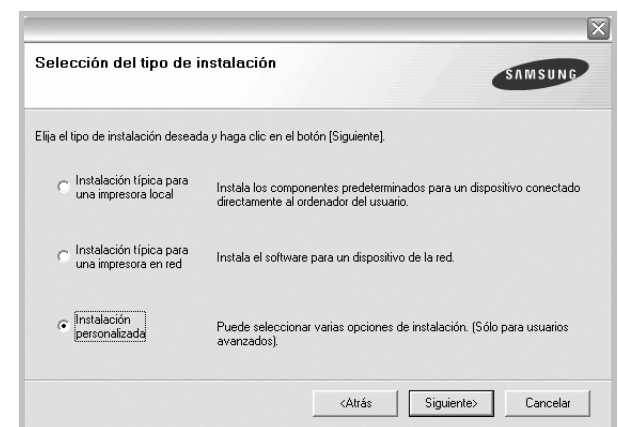 Selección del tipo de instalación
SAMSUNG
Elija el tipo de instalación deseada y haga clic en el botón [Siguiente].
Instalación típica para
una impresora local
Instala los componentes predeterminados para un dispositivo conectado
directamente al ordenador del usuario.
Instalación típica para
una impresora en red
Instala el software para un dispositivo de la red.
Instalación
personalizada
Puede seleccionar varias opciones de instalación. (Sólo para usuarios
avanzados).
<Atrás
Siguiente>
Cancelar